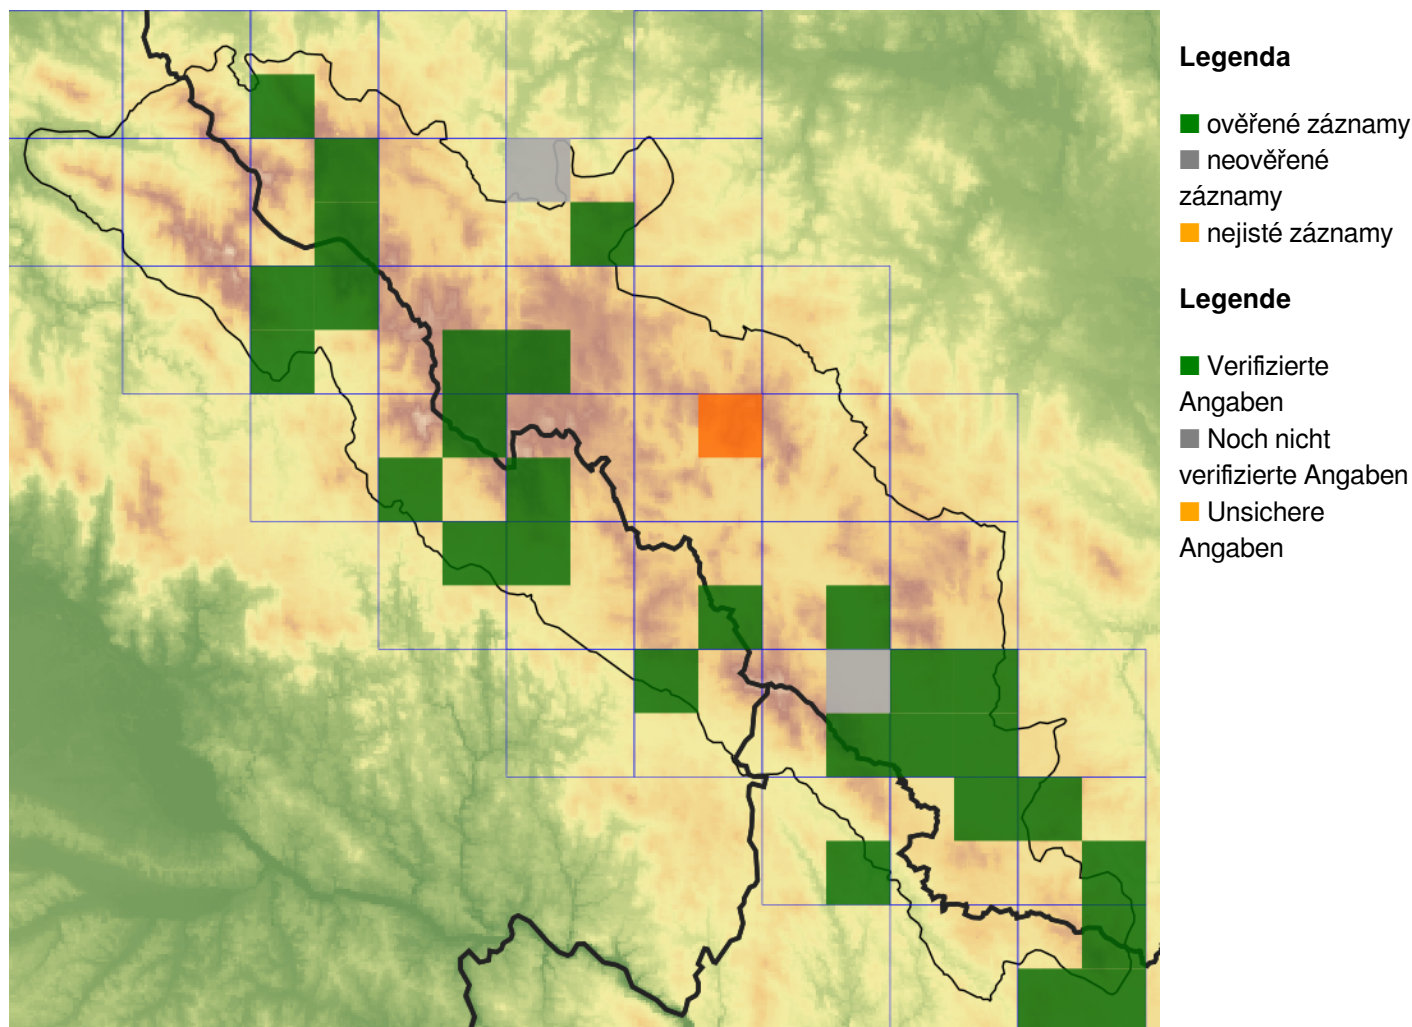 Legenda
ověřené záznamy
neověřené
záznamy
nejisté záznamy
Legende
Verifizierte
Angaben
Noch nicht
verifizierte Angaben
Unsichere
Angaben